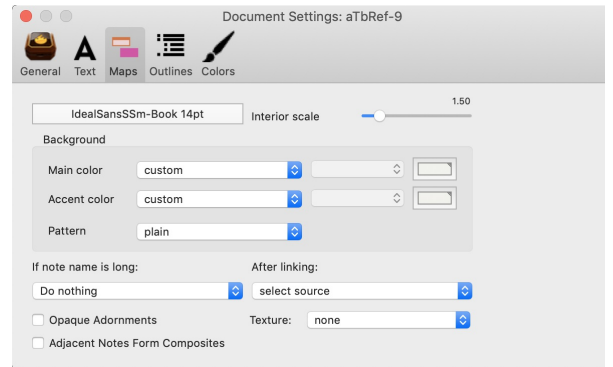 Document Settings: aTbRef-9
General Text Maps Outlines Colors
IdealSansSSm-Book 14pt Interior scale 1.50
Background
Main color custom
Accent color custom
Pattern plain
If note name is long: After linking:
Do nothing select source
Opaque Adornments Texture: none
Adjacent Notes Form Composites